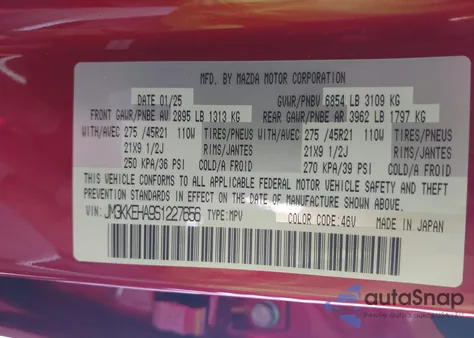 MFD. BY MAZDA MOTOR CORPORATION
DATE 01/25 GVWR/PNBV 6854 LB 3109 KG
FRONT GAWR/PNBE AV 2895 LB 1313 KG REAR GAWR/PNBE AR 3962 LB 1797 KG
WITH/AVEC 275 /45R21 110W TIRES/PNEUS WITH/AVEC 275 /45R21 110W TIRES/PNEUS
21X9 1/2J RIMS/JANTES 21X9 1/2J RIMS/JANTES
250 KPA/36 PSI COLD/A FROID 270 KPA/39 PSI COLD/A FROID
THIS VEHICLE CONFORMS TO ALL APPLICABLE FEDERAL MOTOR VEHICLE SAFETY AND THEFT
PREVENTION STANDARDS IN EFFECT ON THE DATE OF MANUFACTURE SHOWN ABOVE.
VIN: JM3KKEHA9S1227656 TYPE:MPV COLOR CODE:46V MADE IN JAPAN
autoSnap